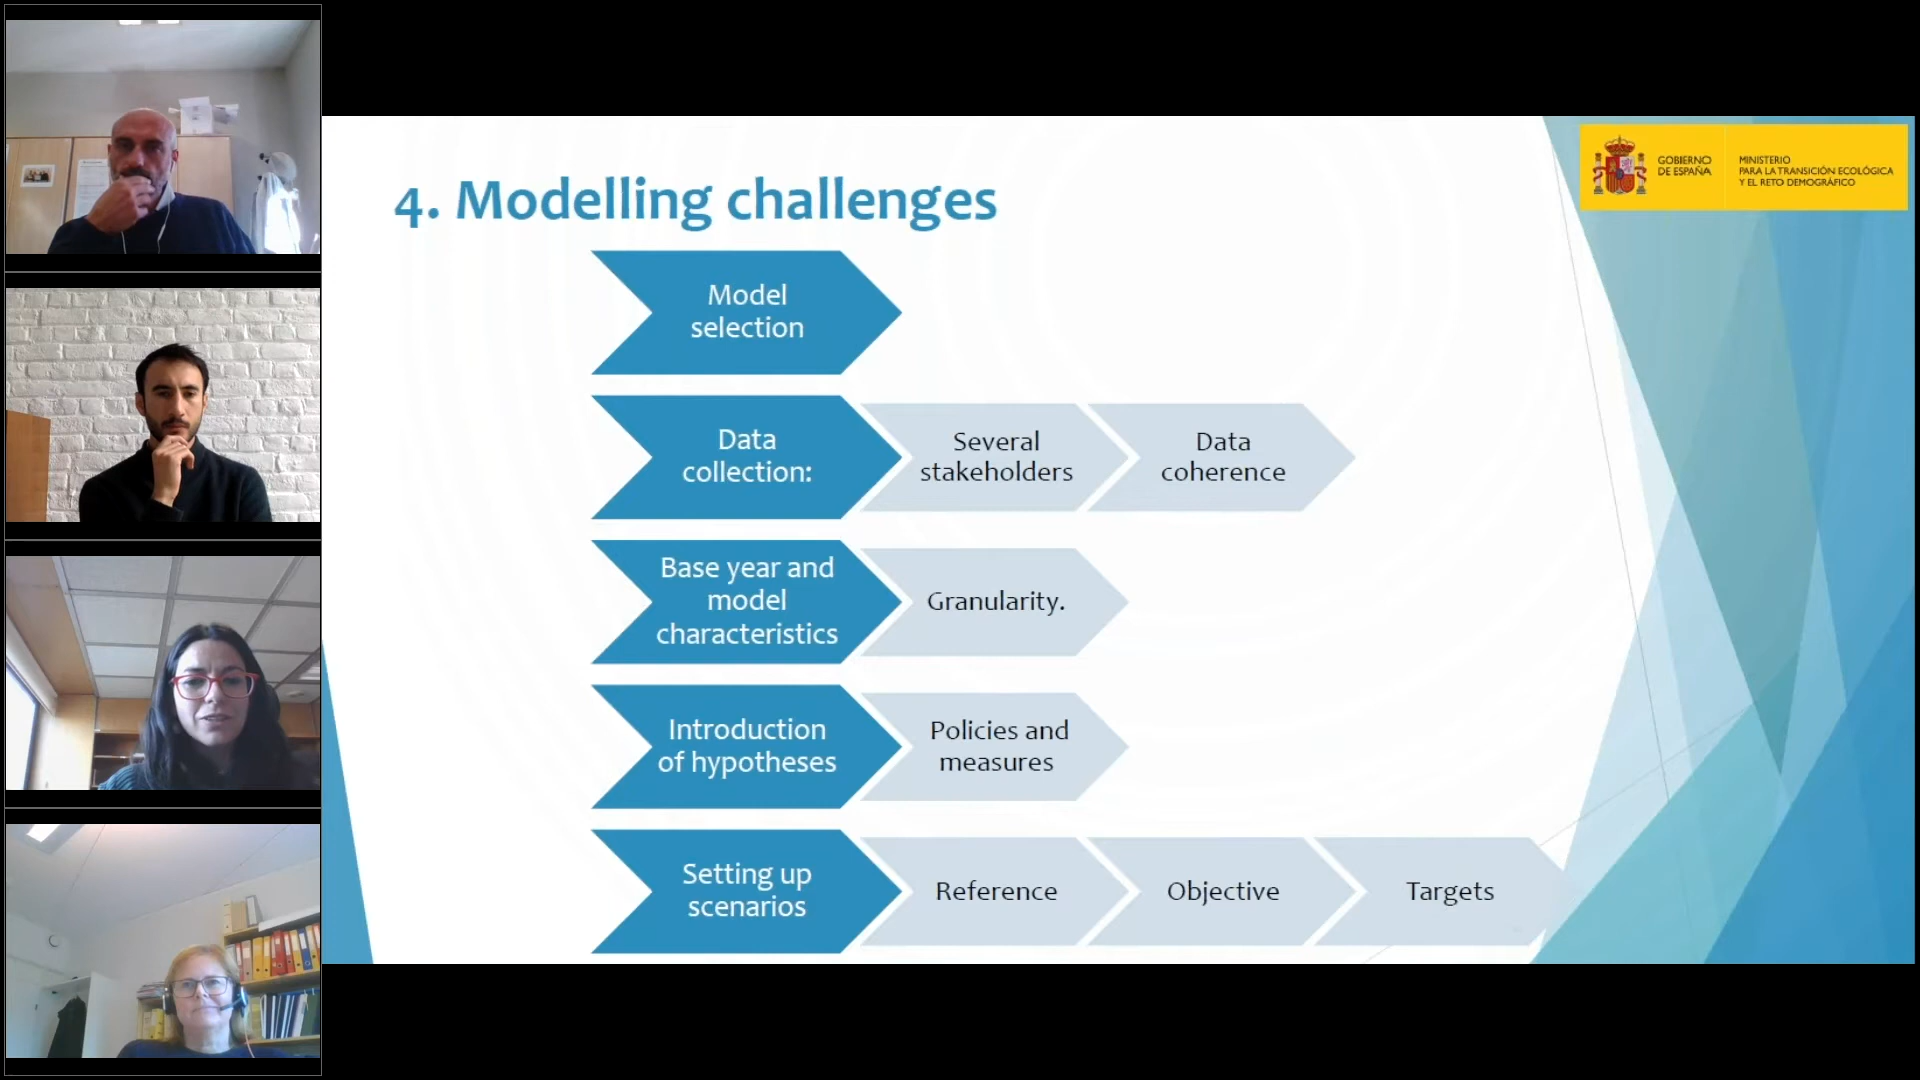 GOBIERNO
DE ESPAÑA
MINISTERIO
PARA LA TRANSICIÓN ECOLÓGICA
Y EL RETO DEMOGRÁFICO
4. Modelling challenges
Model
selection
Data
collection:
Several
stakeholders
Data
coherence
Base year and
model
characteristics
Granularity.
Introduction
of hypotheses
Policies and
measures
Setting up
scenarios
Reference
Objective
Targets